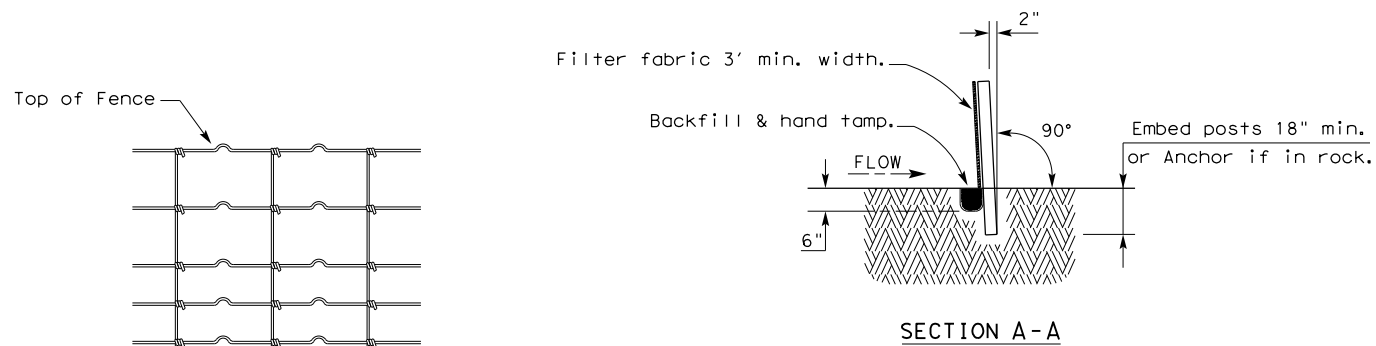 Top of Fence
Filter fabric 3' min. width.
Backfill & hand tamp.
FLOW
6"
2"
90°
Embed posts 18" min.
or Anchor if in rock.
SECTION A-A